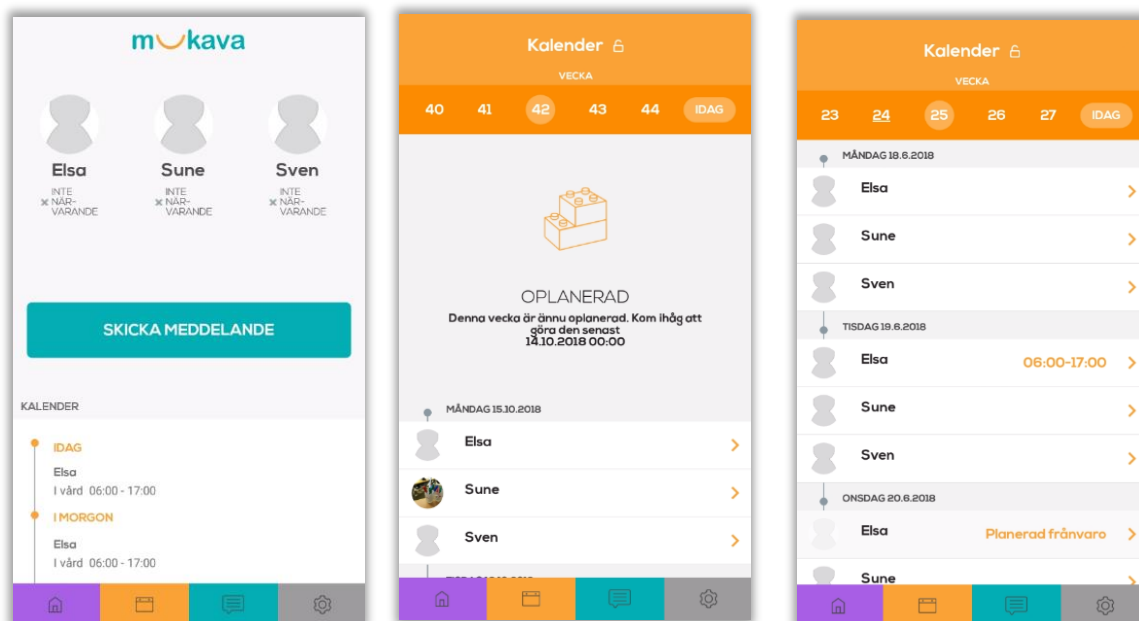 mukava
Elsa
Sune
Sven
INTE
NÄR-
VARANDE
INTE
NÄR-
VARANDE
INTE
NÄR-
VARANDE
SKICKA MEDDELANDE
KALENDER
IDAG
Elsa
I vård 06:00 - 17:00
I MORGON
Elsa
I vård 06:00 - 17:00
Kalender
VECKA
40 41 42 43 44 IDAG
OPLANERAD
Denna vecka är ännu oplanerad. Kom ihåg att
göra den senast
14.10.2018 00:00
MÅNDAG 15.10.2018
Elsa
Sune
Sven
Kalender
VECKA
23 24 25 26 27 IDAG
MÅNDAG 18.6.2018
Elsa
Sune
Sven
TISDAG 19.6.2018
Elsa 06:00-17:00
Sune
Sven
ONSDAG 20.6.2018
Elsa Planerad frånvaro
Sune